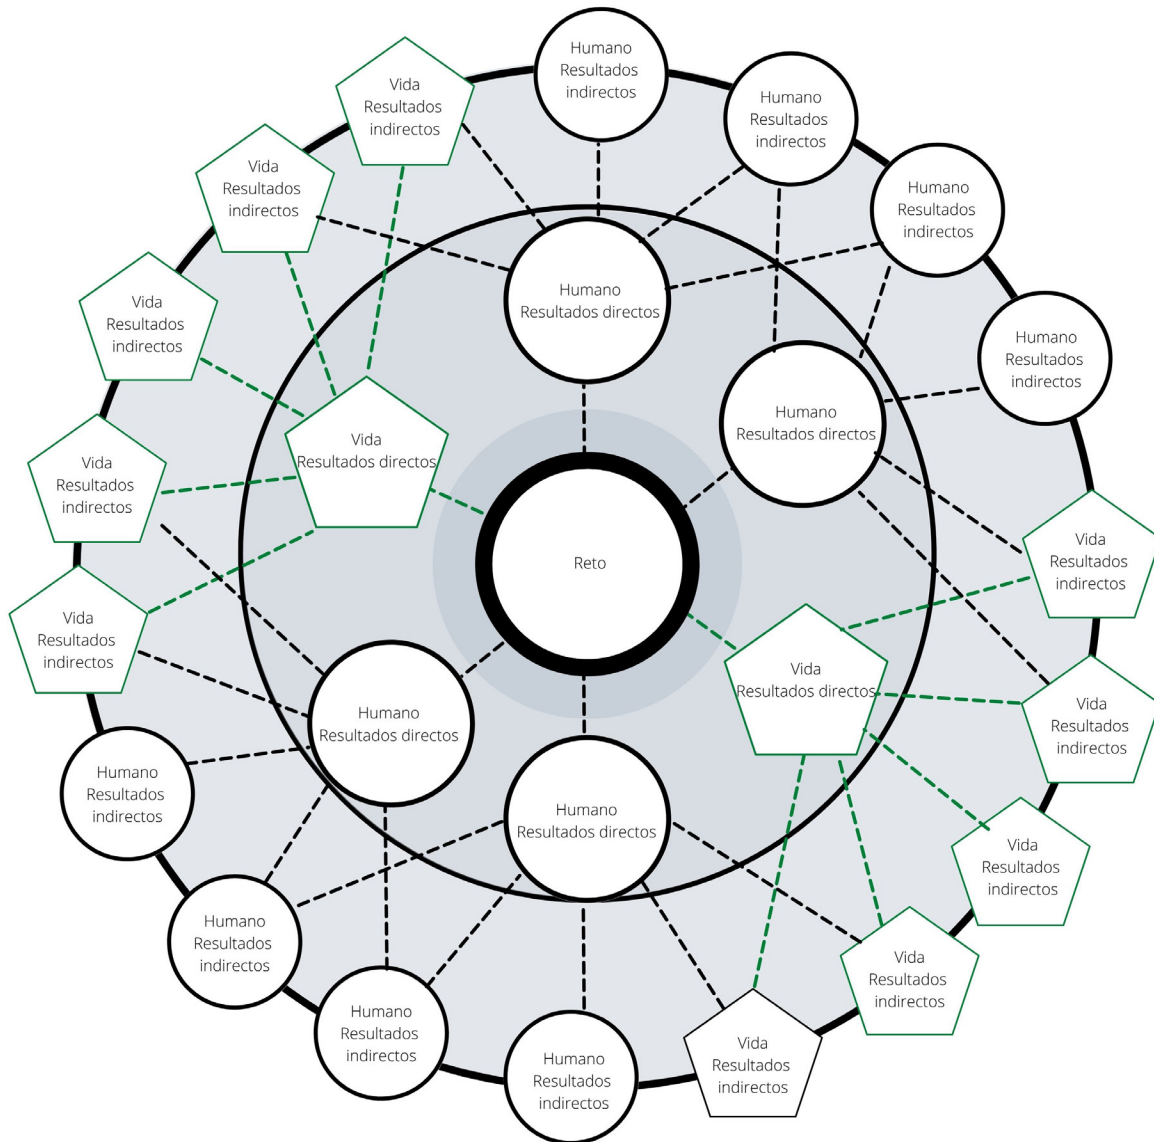 Humano
Resultados
indirectos
Vida
Resultados
indirectos
Humano
Resultados
indirectos
Vida
Resultados
indirectos
Humano
Resultados
indirectos
Vida
Resultados
indirectos
Humano
Resultados directos
Humano
Resultados
indirectos
Humano
Resultados directos
Vida
Resultados directos
Vida
Resultados
indirectos
Vida
Resultados
indirectos
Reto
Vida
Resultados
indirectos
Vida
Resultados directos
Humano
Resultados directos
Vida
Resultados
indirectos
Humano
Resultados
indirectos
Humano
Resultados directos
Vida
Resultados
indirectos
Humano
Resultados
indirectos
Vida
Resultados
indirectos
Humano
Resultados
indirectos
Vida
Resultados
indirectos
Humano
Resultados
indirectos